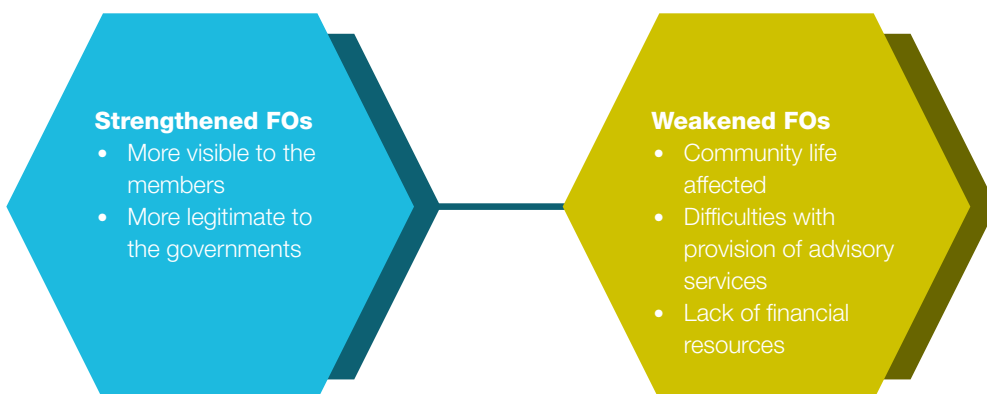 Strengthened FOs
• More visible to the
members
• More legitimate to
the governments
Weakened FOs
• Community life
affected
• Difficulties with
provision of advisory
services
• Lack of financial
resources